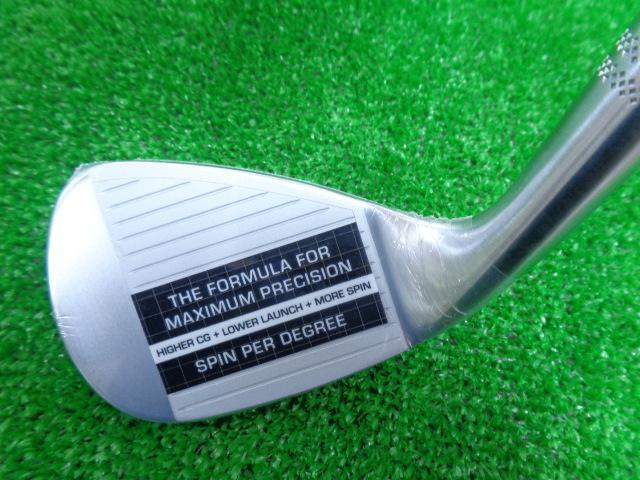 THE FORMULA FOR
MAXIMUM PRECISION
HIGHER CG + LOWER LAUNCH + MORE SPIN
SPIN PER DEGREE